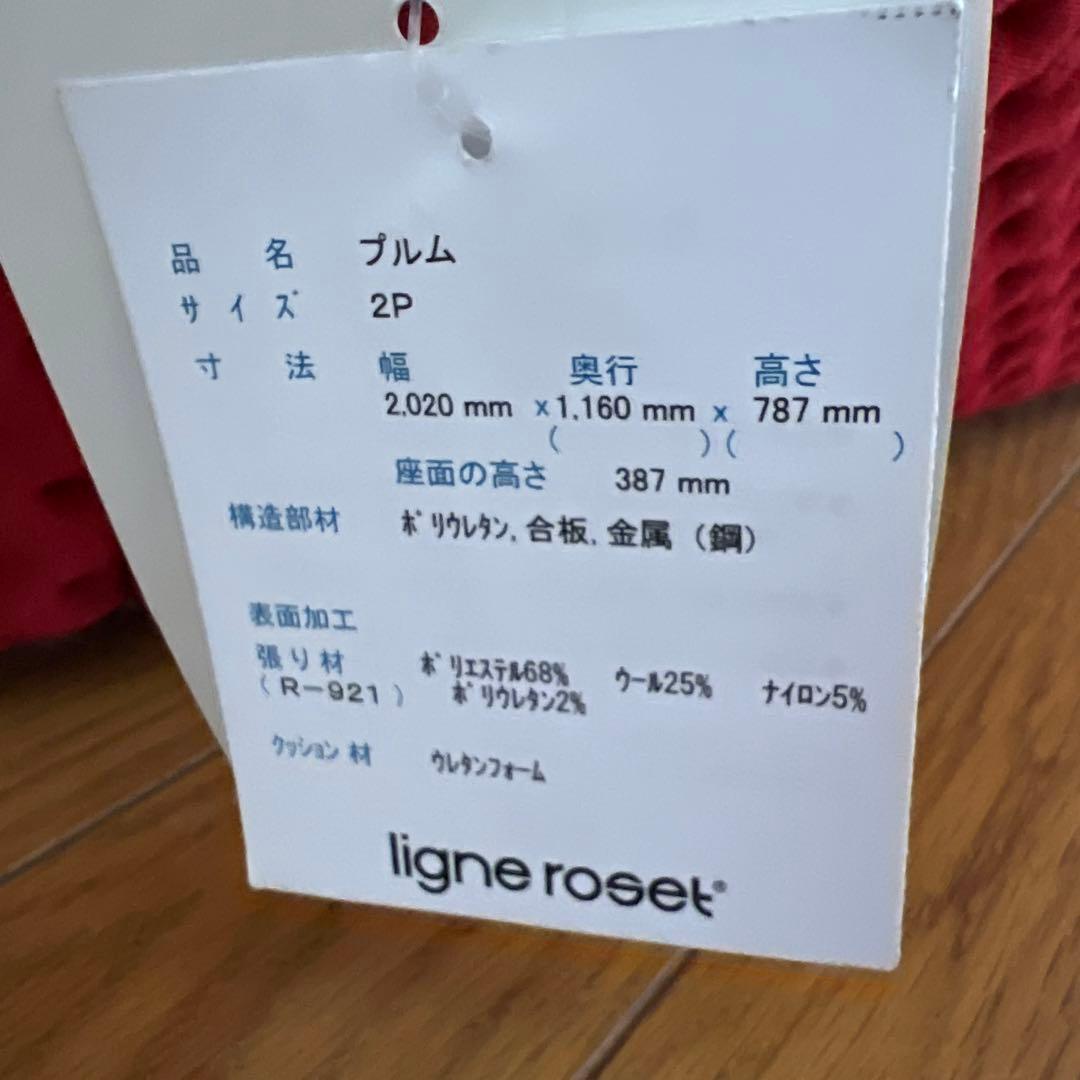 品名 プルム
サイズ 2P
寸法 幅 奥行 高さ
2,020 mm x 1,160 mm x 787 mm
( ) ( )
座面の高さ 387 mm
構造部材 ポリウレタン, 合板, 金属 (鋼)
表面加工
張り材 ポリエステル68% ウール25% ナイロン5%
(R-921) ポリウレタン2%
クッション材 ウレタンフォーム
ligne roset®